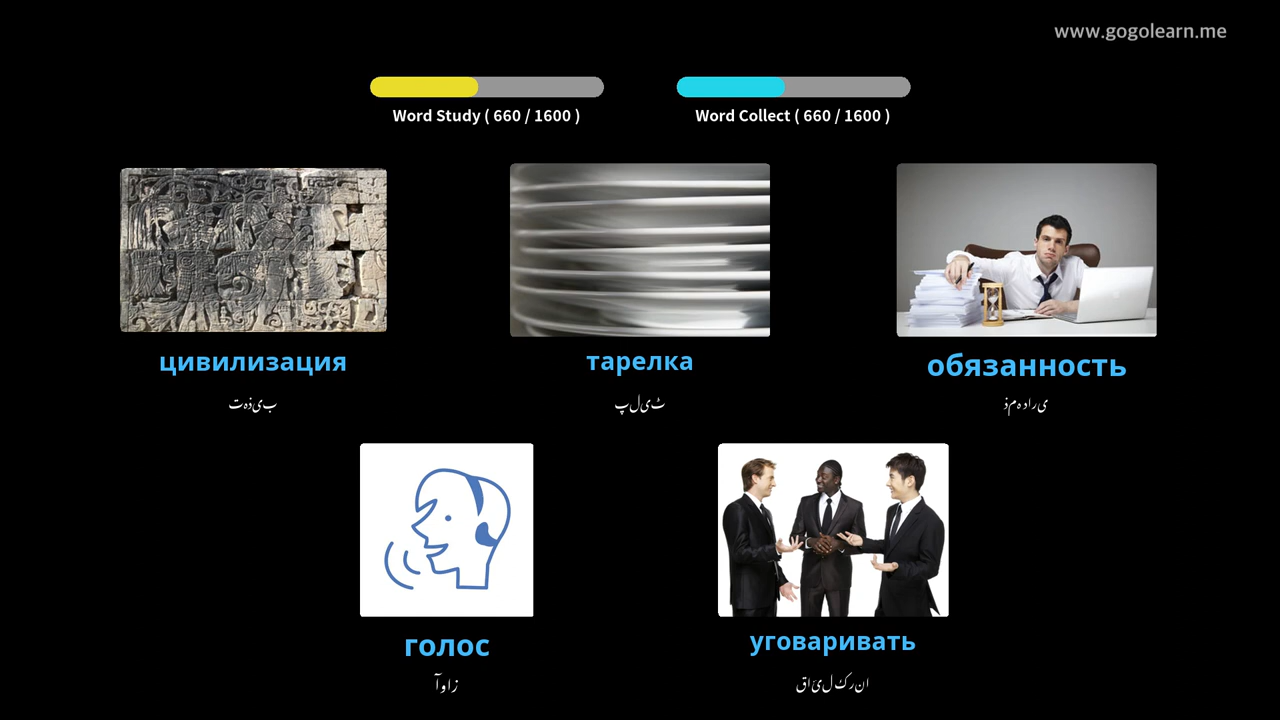 www.gogolearn.me
Word Study ( 660 / 1600 )
Word Collect ( 660 / 1600 )
цивилизация
тарелка
обязанность
تہذیب
پلیٹ
ذمہ داری
голос
уговаривать
آواز
قائل کرنا